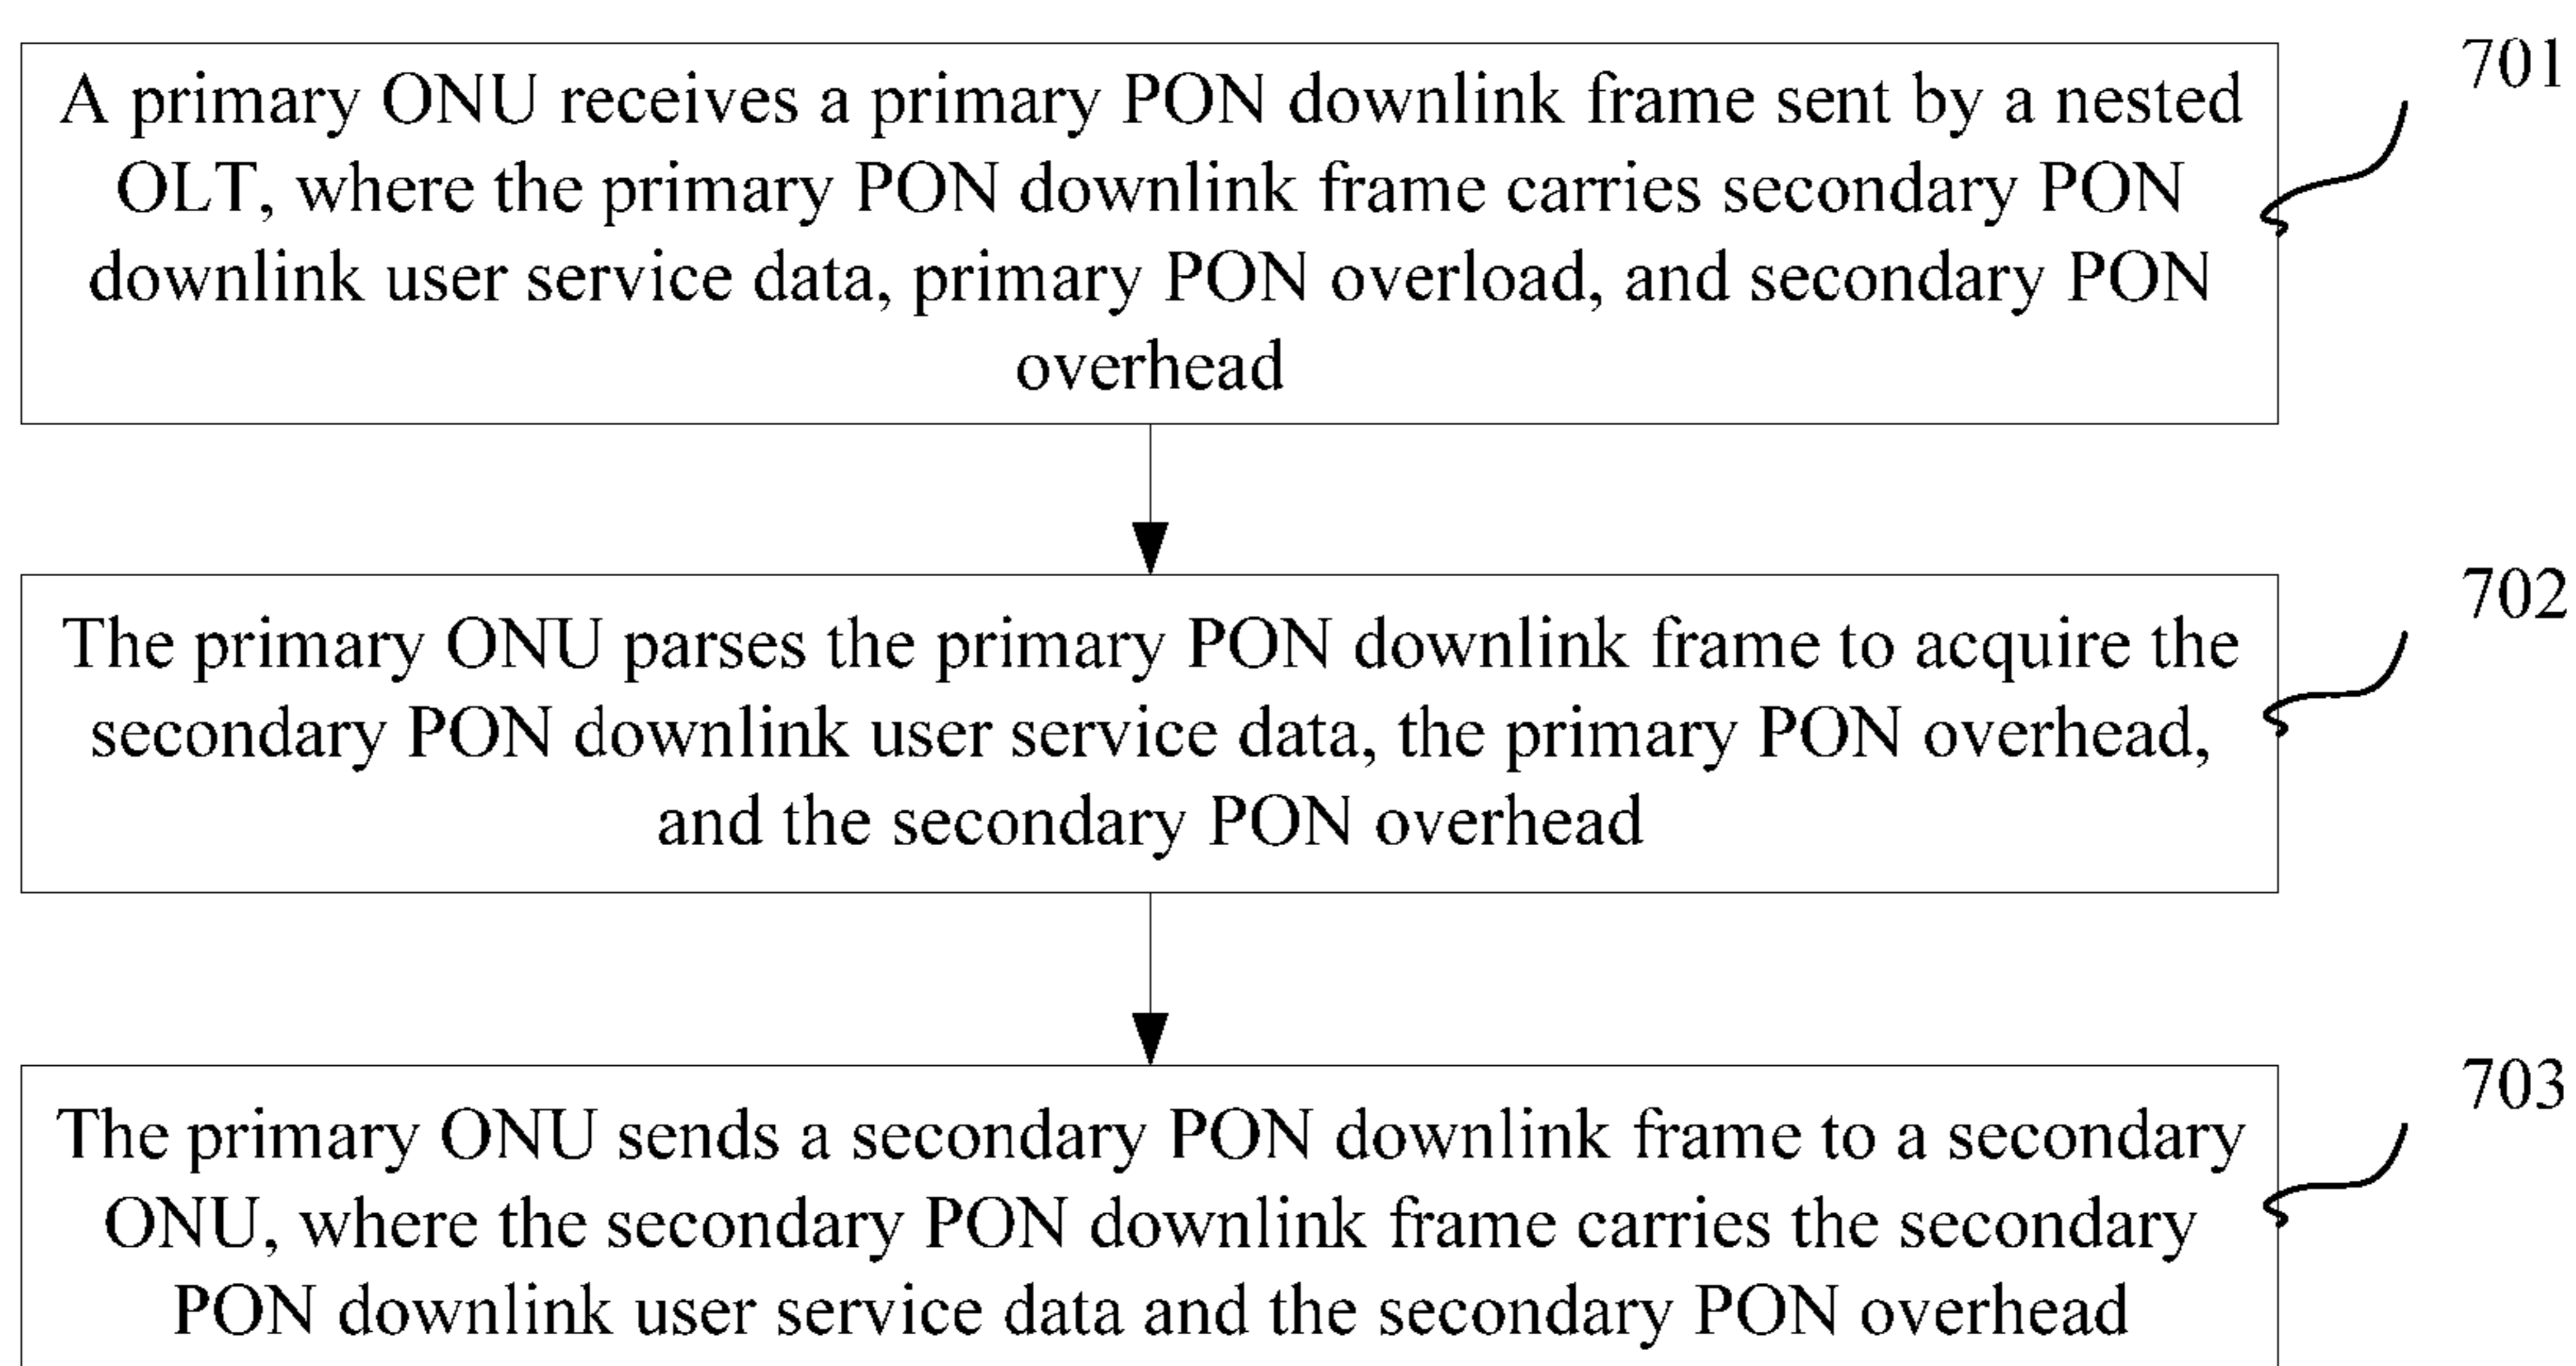 A primary ONU receives a primary PON downlink frame sent by a nested
OLT, where the primary PON downlink frame carries secondary PON
downlink user service data, primary PON overload, and secondary PON
overhead
701
The primary ONU parses the primary PON downlink frame to acquire the
secondary PON downlink user service data, the primary PON overhead,
and the secondary PON overhead
702
The primary ONU sends a secondary PON downlink frame to a secondary
ONU, where the secondary PON downlink frame carries the secondary
PON downlink user service data and the secondary PON overhead
703